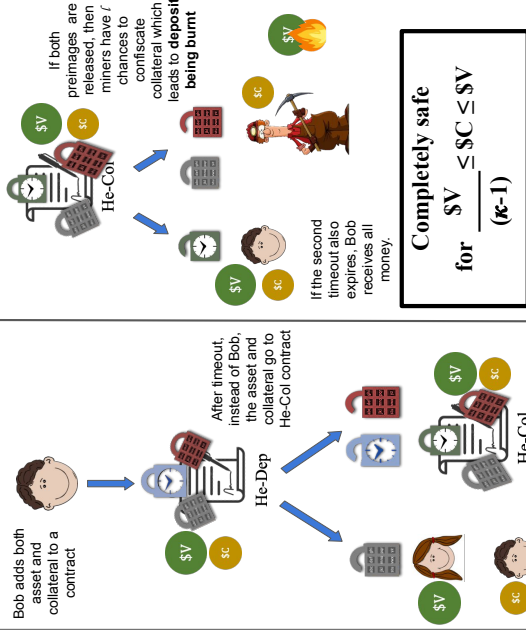 Bob adds both
asset and
collateral to a
contract
$V
$C
He-Dep
After timeout,
instead of Bob,
the asset and
collateral go to
He-Col contract
$V
$C
$V
$C
He-Col
$V
$C
He-Col
If both
preimages are
released, then
miners have ℓ
chances to
confiscate
collateral which
leads to deposit
being burnt
$V
$C
$C
$V
If the second
timeout also
expires, Bob
receives all
money.
Completely safe
for $V/(κ-1) ≤ $C ≤ $V